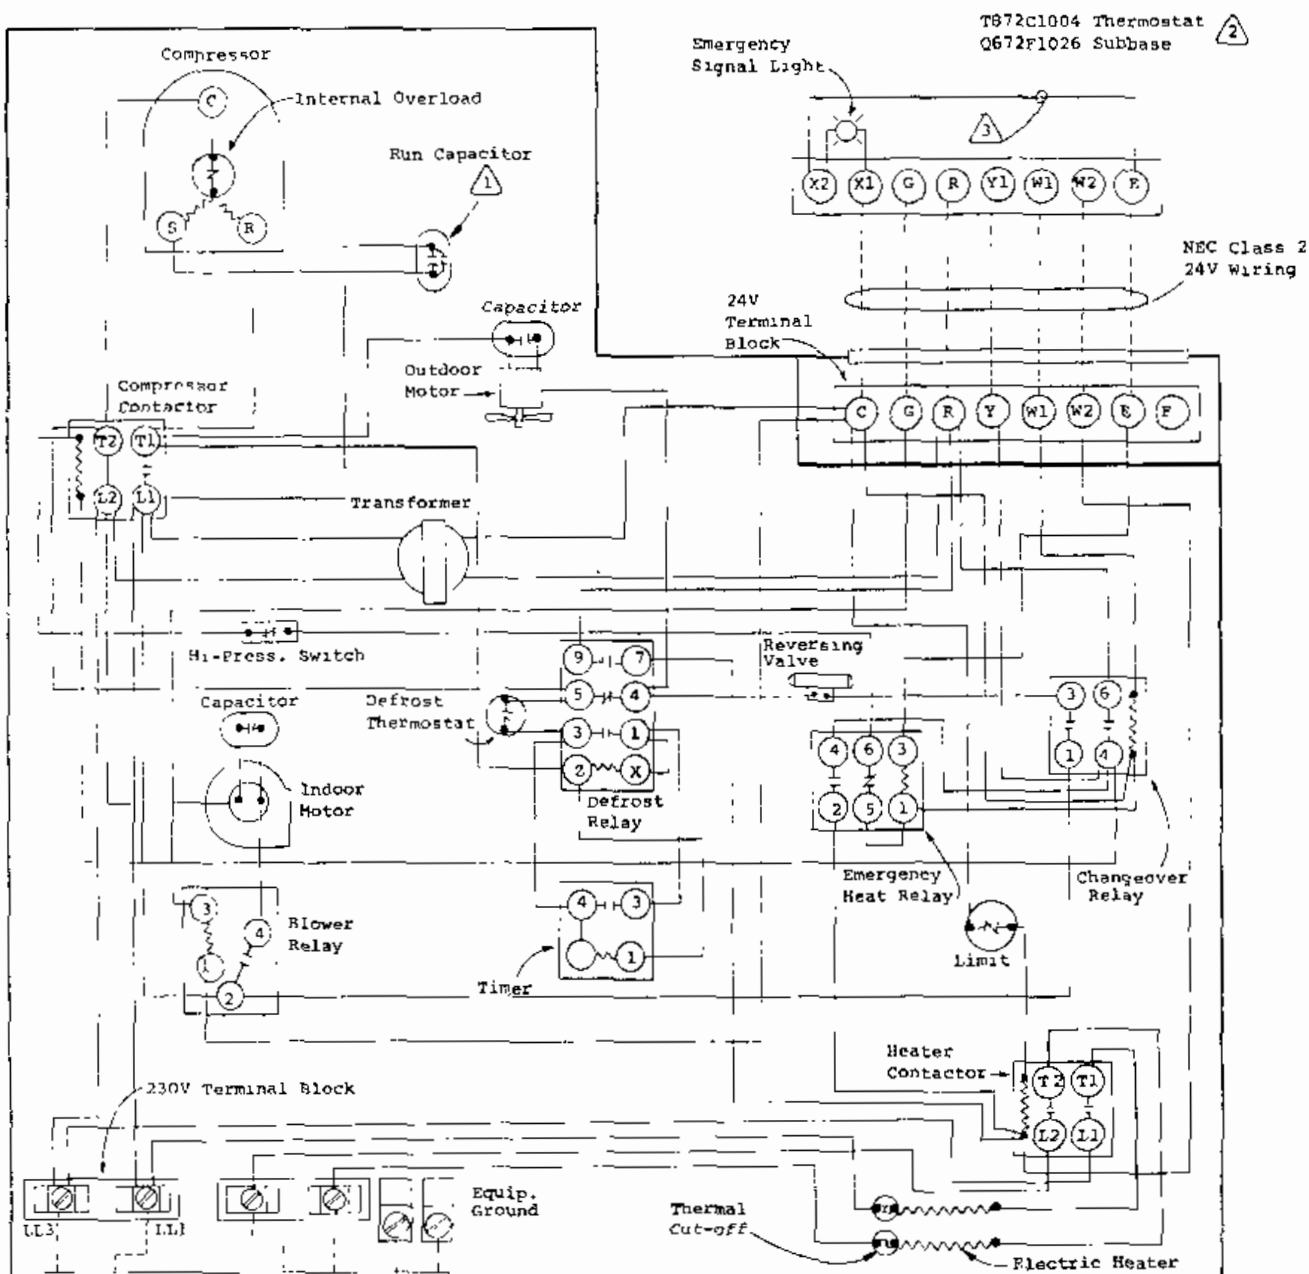 T872C1004 Thermostat
Q672F1026 Subbase
2
Emergency
Signal Light
3
X2 X1 G R Y1 W1 W2 E
NEC Class 2
24V Wiring
24V
Terminal
Block
C G R Y W1 W2 E F
Compressor
C
Internal Overload
S R
Run Capacitor
1
Capacitor
Outdoor
Motor
Compressor
Contactor
T2 T1
L2 L1
Transformer
Hi-Press. Switch
Capacitor
Indoor
Motor
Defrost
Thermostat
9 7
5 4
3 1
2 X
Defrost
Relay
Reversing
Valve
4 6 3
2 5 1
Emergency
Heat Relay
3 6
1 4
Changeover
Relay
3
4
1
2
Blower
Relay
4 3
1
Timer
Limit
Heater
Contactor
T2 T1
L2 L1
230V Terminal Block
LL3 LL1
Equip.
Ground
Thermal
Cut-off
Electric Heater